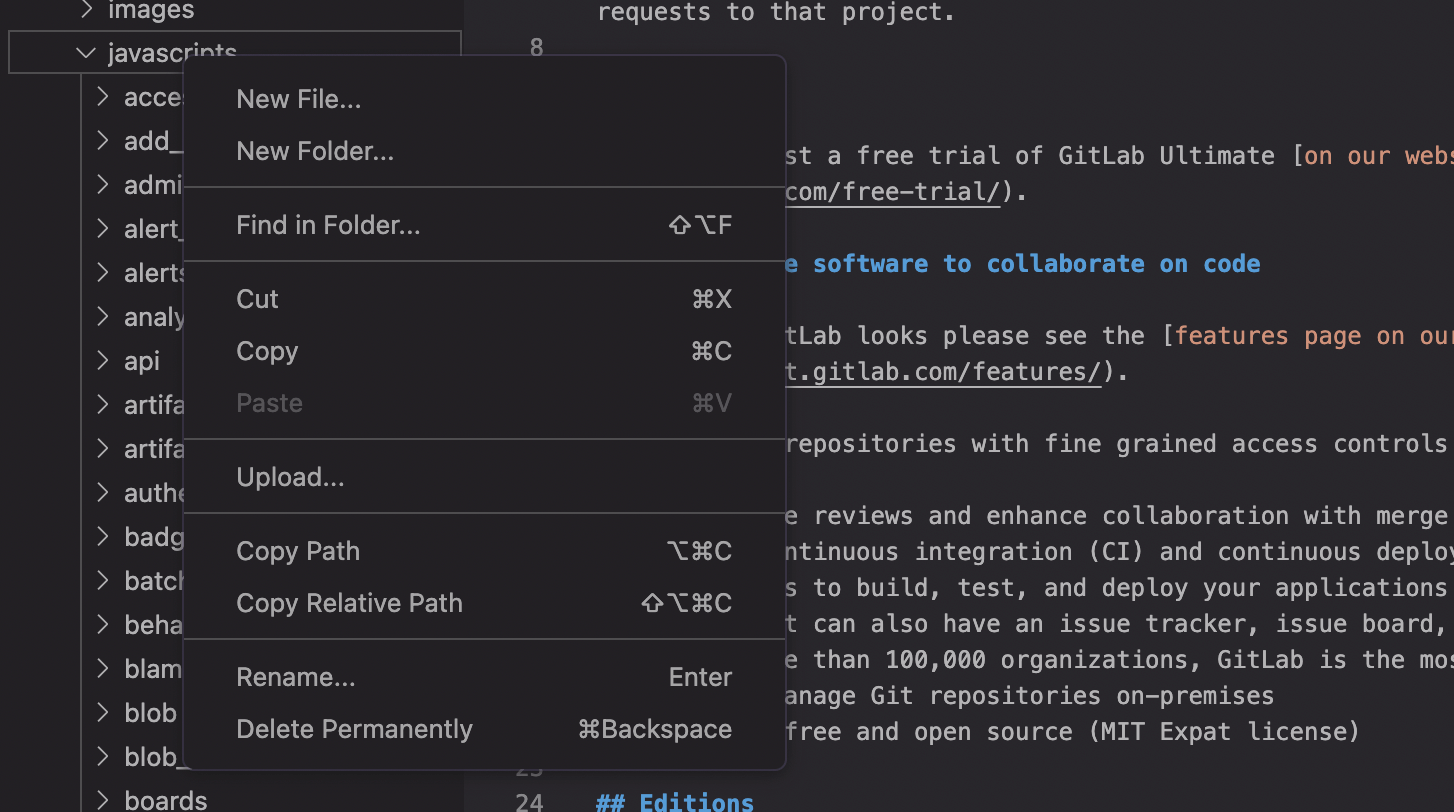 images
requests to that project.
javascripts
8
acce
New File...
add_
New Folder...
st a free trial of GitLab Ultimate [on our webs
admi
com/free-trial/).
alert_
Find in Folder... ⇧⌥F
e software to collaborate on code
alerts
Cut ⌘X
analy
tLab looks please see the [features page on our
api
Copy ⌘C
t.gitlab.com/features/).
artifa
Paste ⌘V
artifa
repositories with fine grained access controls
Upload...
authe
e reviews and enhance collaboration with merge
badg
Copy Path ⌥⌘C
ntinuous integration (CI) and continuous deploy
batch
s to build, test, and deploy your applications
Copy Relative Path ⇧⌥⌘C
beha
t can also have an issue tracker, issue board,
blam
e than 100,000 organizations, GitLab is the mos
Rename... Enter
anage Git repositories on-premises
blob
Delete Permanently ⌘Backspace
free and open source (MIT Expat license)
blob_
boards
24 ## Editions